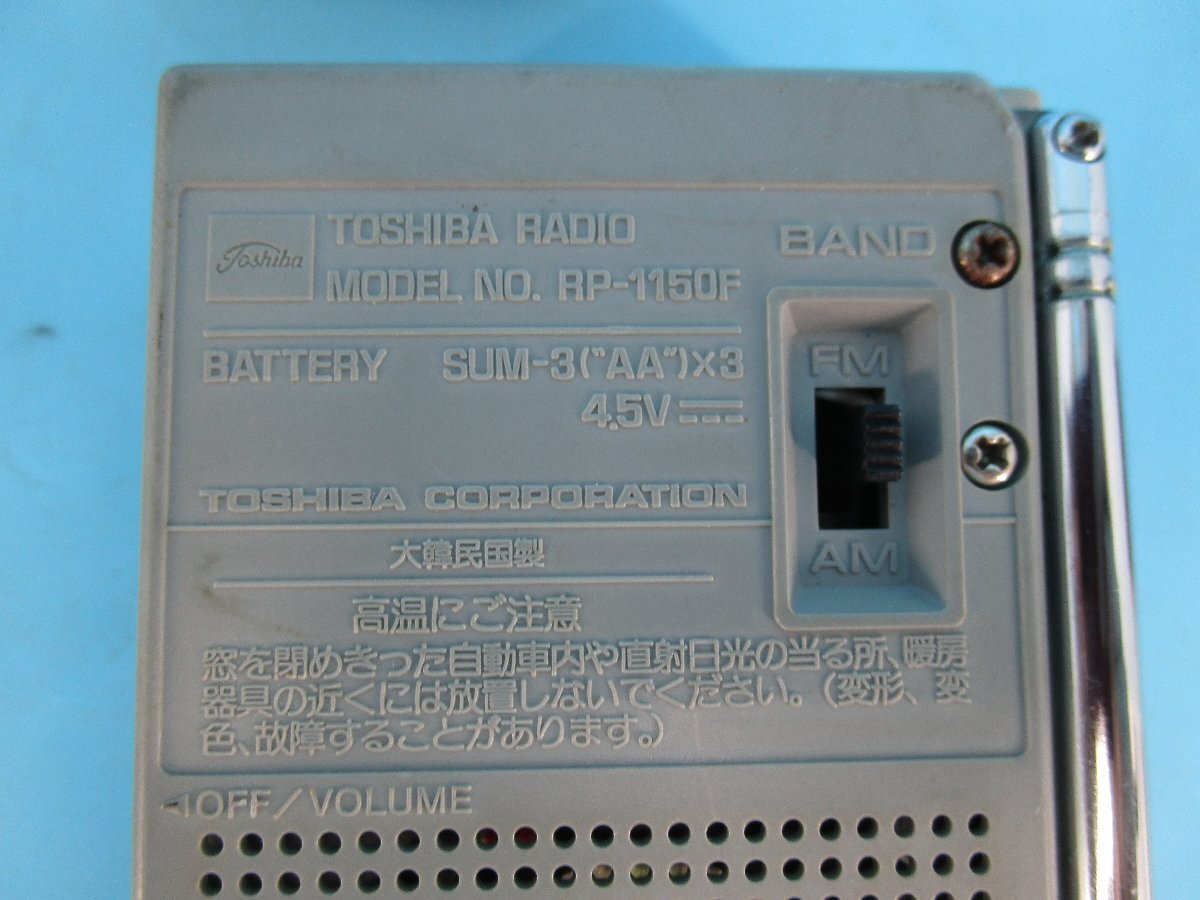 Toshiba
TOSHIBA RADIO
MODEL NO. RP-1150F
BATTERY SUM-3("AA")×3
4.5V
TOSHIBA CORPORATION
BAND
FM
AM
大韓民国製
高温にご注意
窓を閉めきった自動車内や直射日光の当る所、暖房
器具の近くには放置しないでください。(変形、変
色、故障することがあります。)
◁OFF/VOLUME